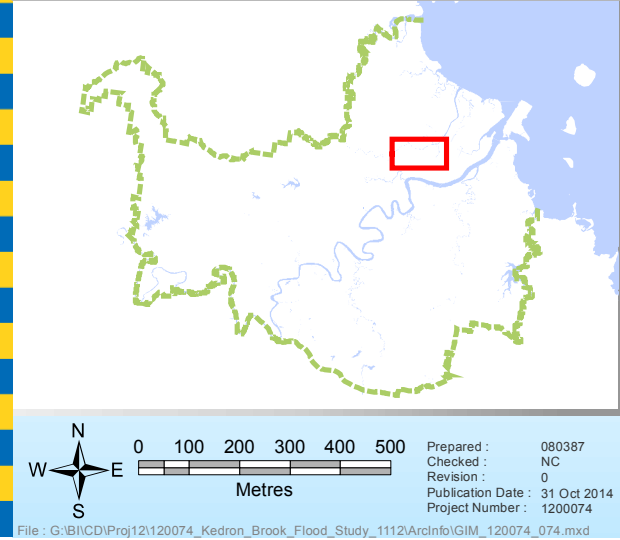 N
W E
S
0 100 200 300 400 500
Metres
Prepared : 080387
Checked : NC
Revision : 0
Publication Date : 31 Oct 2014
Project Number : 1200074
File : G:\BI\CD\Proj12\120074_Kedron_Brook_Flood_Study_1112\ArcInfo\GIM_120074_074.mxd